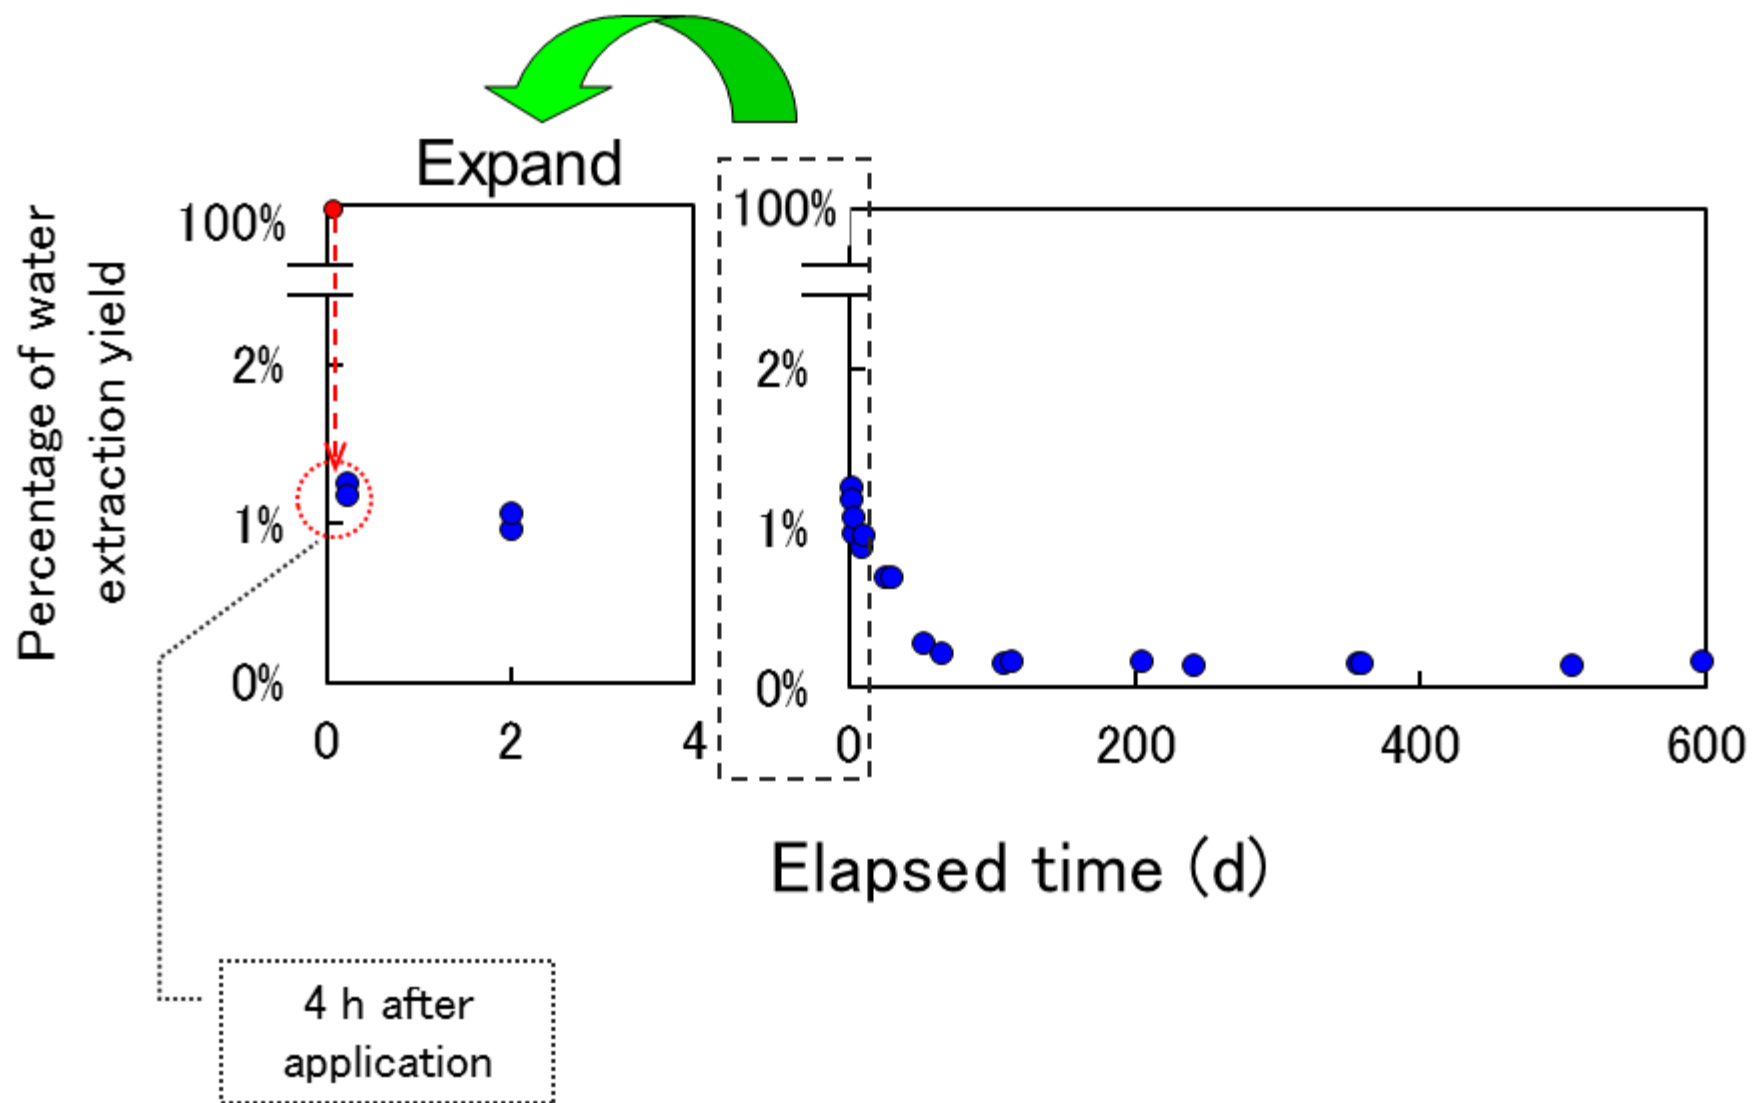 Expand
Percentage of water
extraction yield
100%
2%
1%
0%
0 2 4
100%
2%
1%
0%
0 200 400 600
Elapsed time (d)
4 h after
application